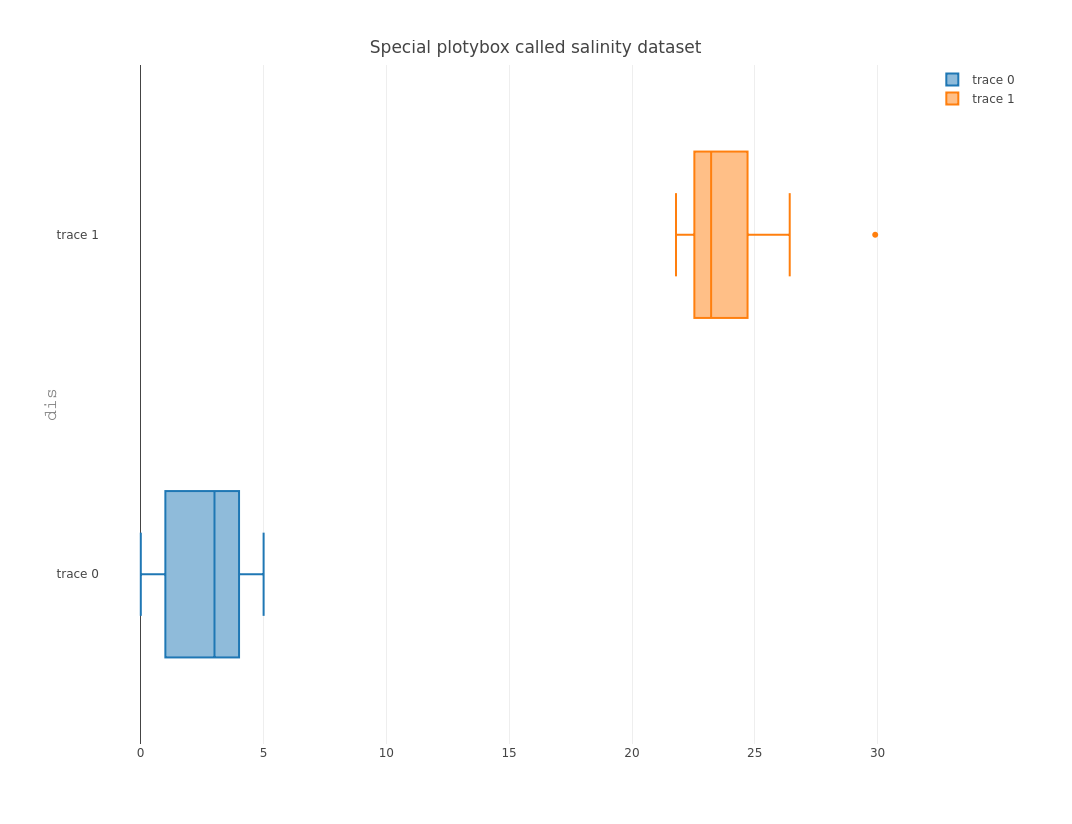 Special plotybox called salinity dataset
trace 0
trace 1
trace 1
dis
trace 0
0 5 10 15 20 25 30